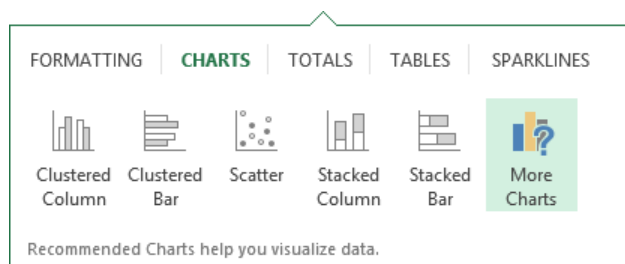 FORMATTING CHARTS TOTALS TABLES SPARKLINES
Clustered Column
Clustered Bar
Scatter
Stacked Column
Stacked Bar
More Charts
Recommended Charts help you visualize data.